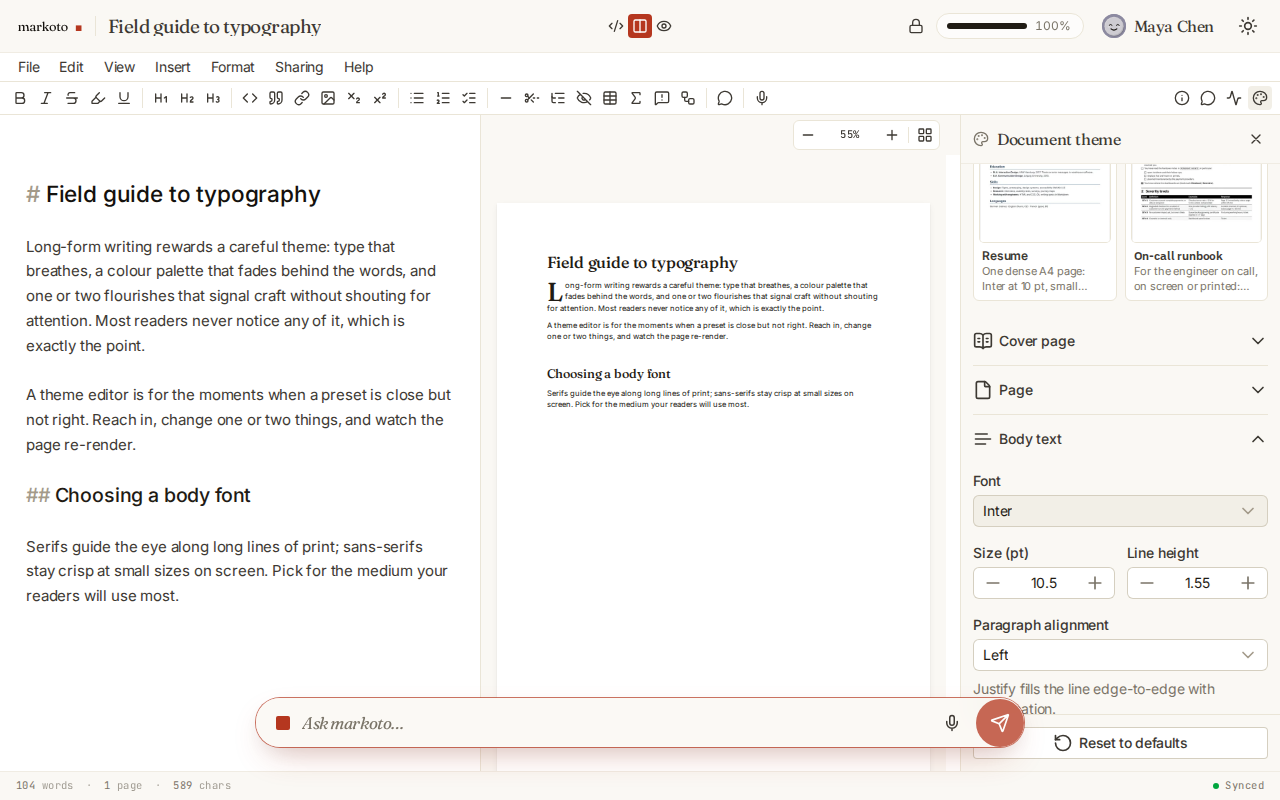 markoto
Field guide to typography
100%
Maya Chen
File Edit View Insert Format Sharing Help
H1 H2 H3
55%
Document theme
# Field guide to typography
Long-form writing rewards a careful theme: type that
breathes, a colour palette that fades behind the words, and
one or two flourishes that signal craft without shouting for
attention. Most readers never notice any of it, which is
exactly the point.
A theme editor is for the moments when a preset is close but
not right. Reach in, change one or two things, and watch the
page re-render.
## Choosing a body font
Serifs guide the eye along long lines of print; sans-serifs
stay crisp at small sizes on screen. Pick for the medium your
readers will use most.
Field guide to typography
Long-form writing rewards a careful theme: type that breathes, a colour palette that
fades behind the words, and one or two flourishes that signal craft without shouting
for attention. Most readers never notice any of it, which is exactly the point.
A theme editor is for the moments when a preset is close but not right. Reach in, change
one or two things, and watch the page re-render.
Choosing a body font
Serifs guide the eye along long lines of print; sans-serifs stay crisp at small sizes on
screen. Pick for the medium your readers will use most.
Education
Skills
Languages
Resume
One dense A4 page:
Inter at 10 pt, small...
On-call runbook
For the engineer on call,
on screen or printed:...
Cover page
Page
Body text
Font
Inter
Size (pt) Line height
10.5 1.55
Paragraph alignment
Left
Justify fills the line edge-to-edge with
Reset to defaults
Ask markoto...
104 words · 1 page · 589 chars
Synced